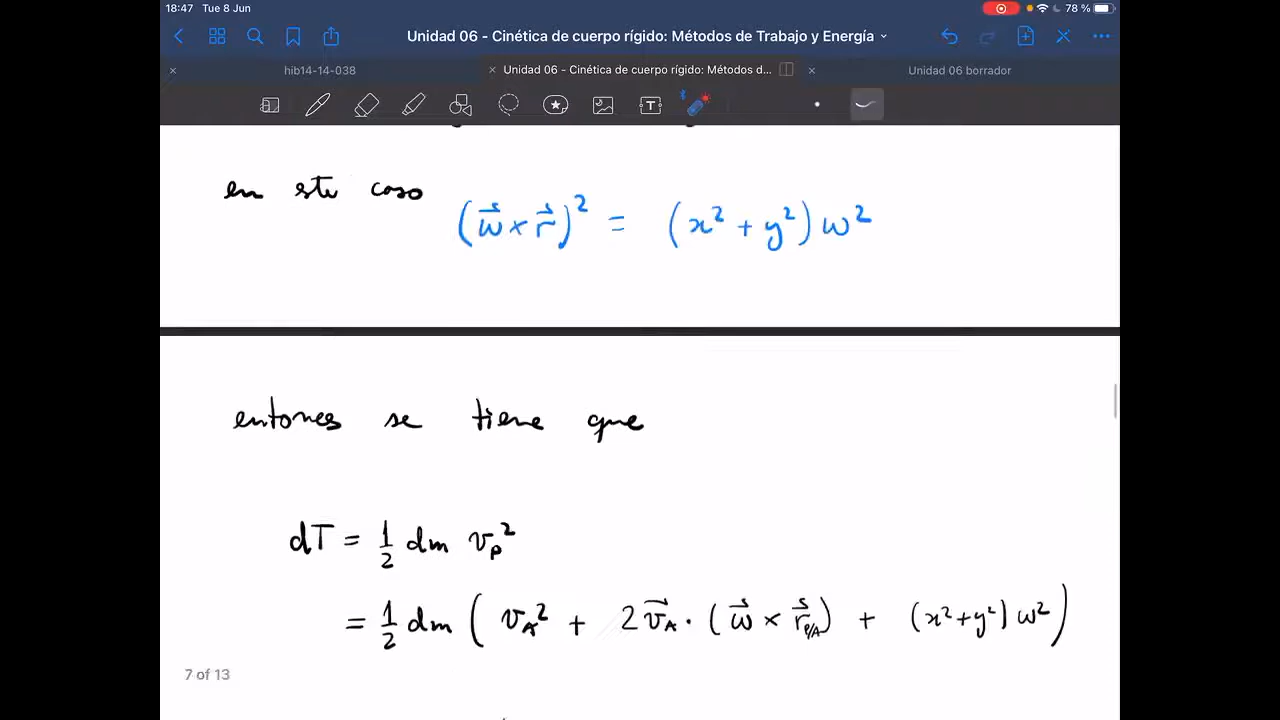 18:47 Tue 8 Jun 78 %
Unidad 06 - Cinética de cuerpo rígido: Métodos de Trabajo y Energía
hib14-14-038
Unidad 06 - Cinética de cuerpo rígido: Métodos d...
Unidad 06 borrador
en este caso
(w⃗ × r⃗)² = (x² + y²) w²
entonces se tiene que
dT = 1/2 dm v_P²
= 1/2 dm ( v_A² + 2 v⃗_A · (w⃗ × r⃗_P/A) + (x² + y²) w² )
7 of 13